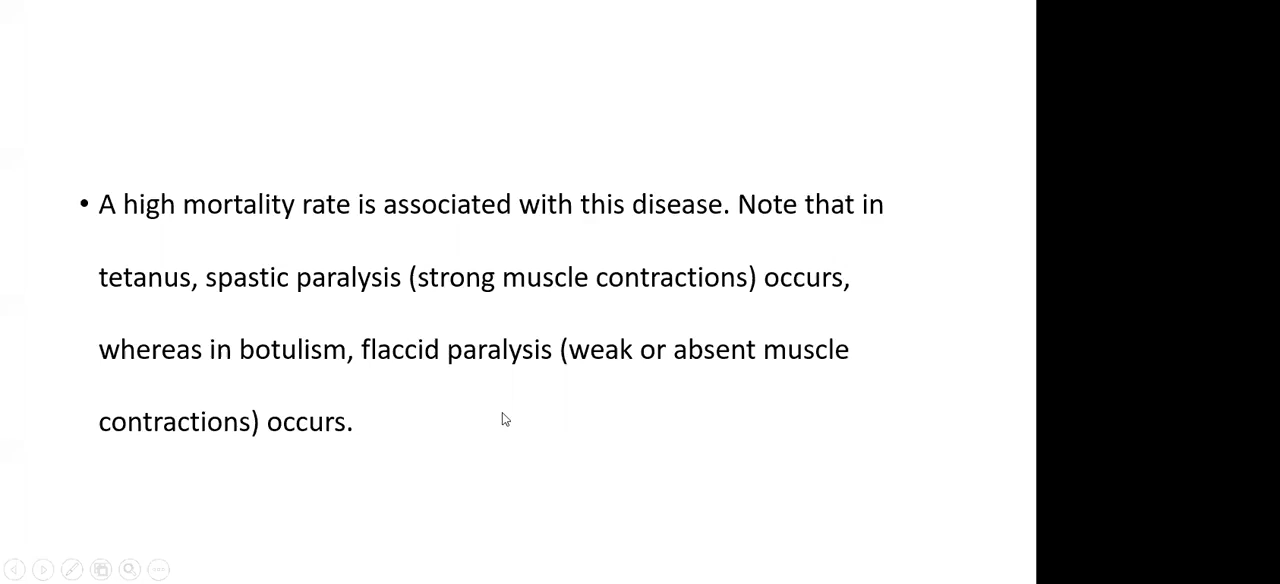 • A high mortality rate is associated with this disease. Note that in
tetanus, spastic paralysis (strong muscle contractions) occurs,
whereas in botulism, flaccid paralysis (weak or absent muscle
contractions) occurs.